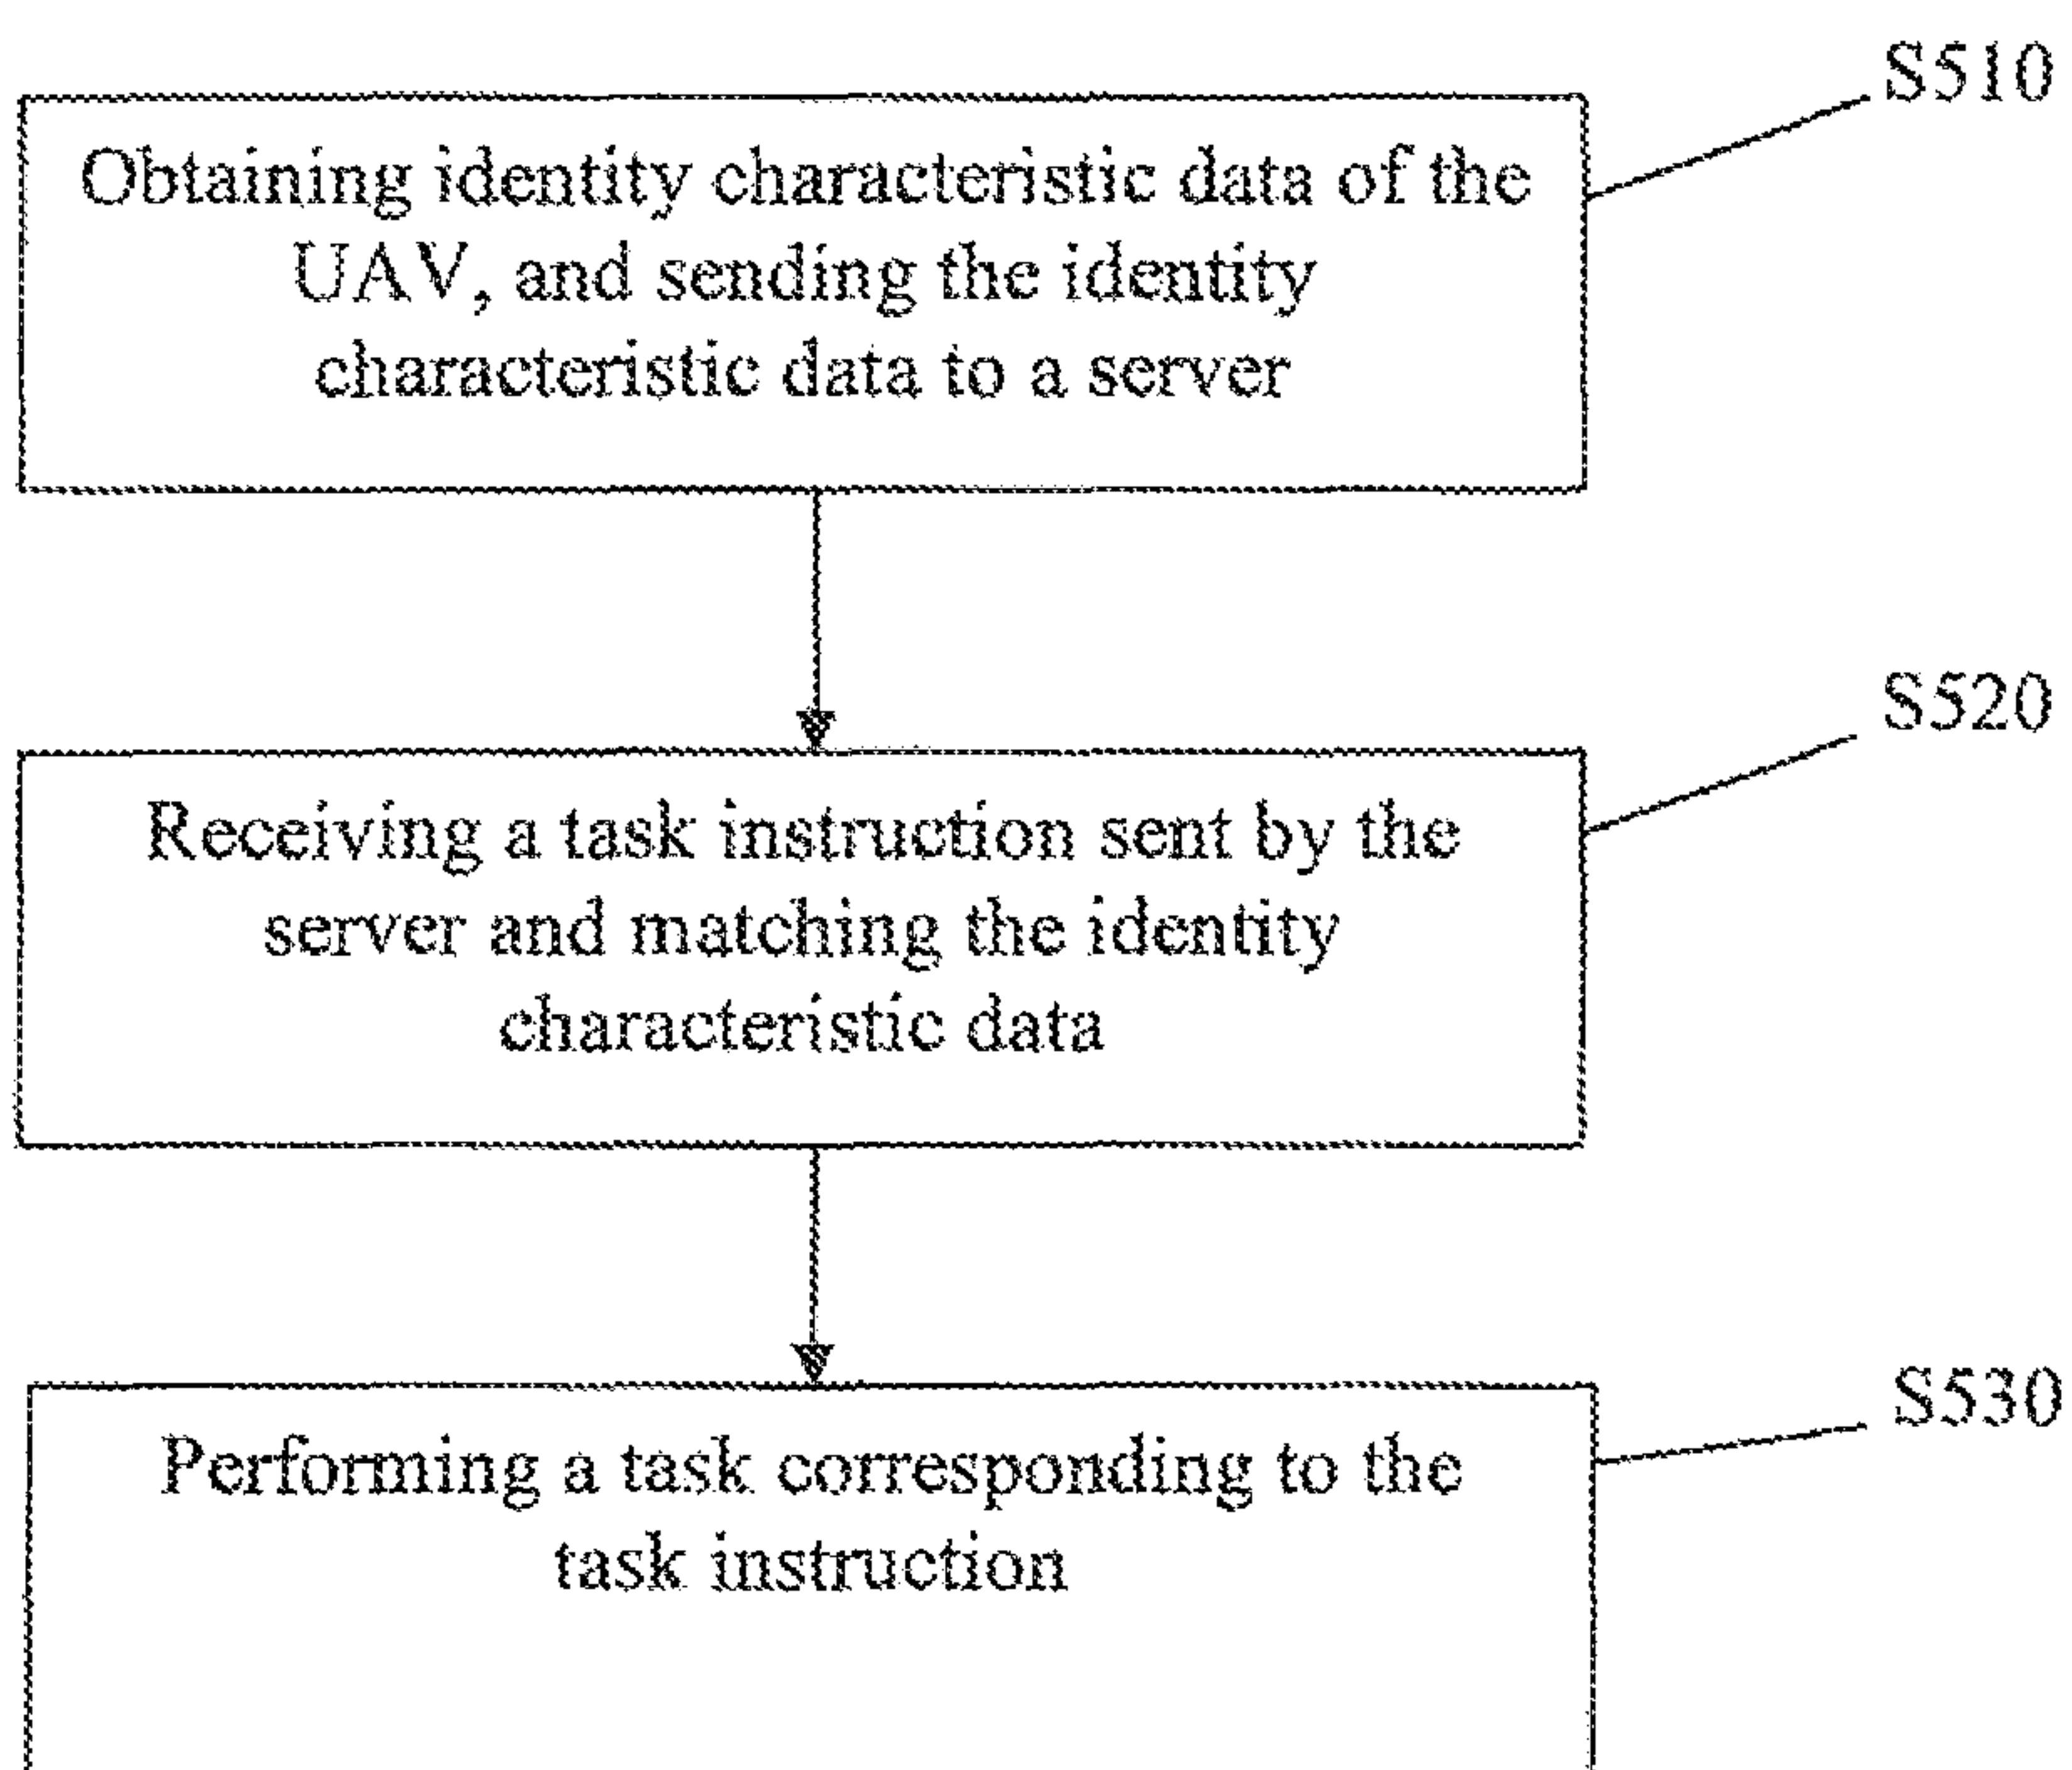 S510
Obtaining identity characteristic data of the
UAV, and sending the identity
characteristic data to a server
S520
Receiving a task instruction sent by the
server and matching the identity
characteristic data
S530
Performing a task corresponding to the
task instruction